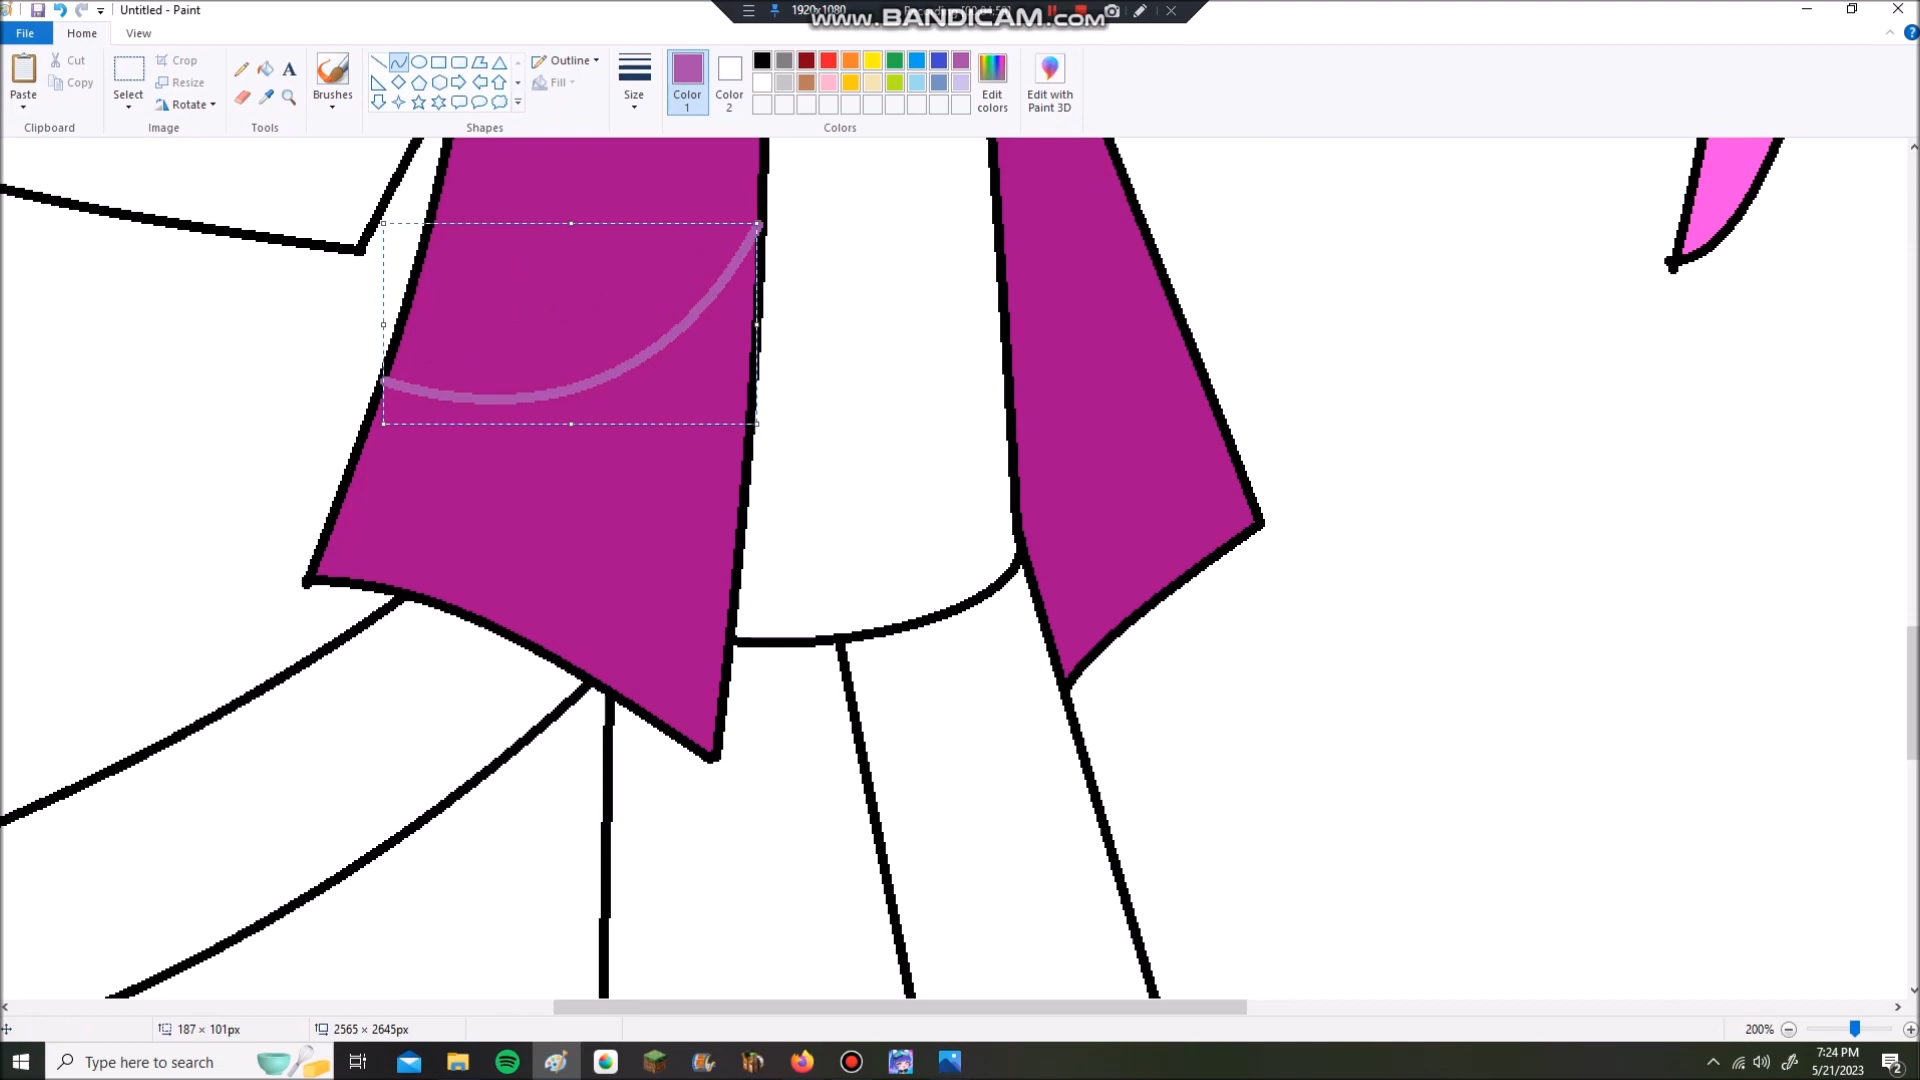 Untitled - Paint
1920x1080
www.BANDICAM.com
File
Home
View
Paste
Cut
Copy
Clipboard
Select
Crop
Resize
Rotate
Image
Tools
Brushes
Shapes
Outline
Fill
Size
Color 1
Color 2
Colors
Edit colors
Edit with Paint 3D
187 × 101px
2565 × 2645px
200%
Type here to search
7:24 PM
5/21/2023
2